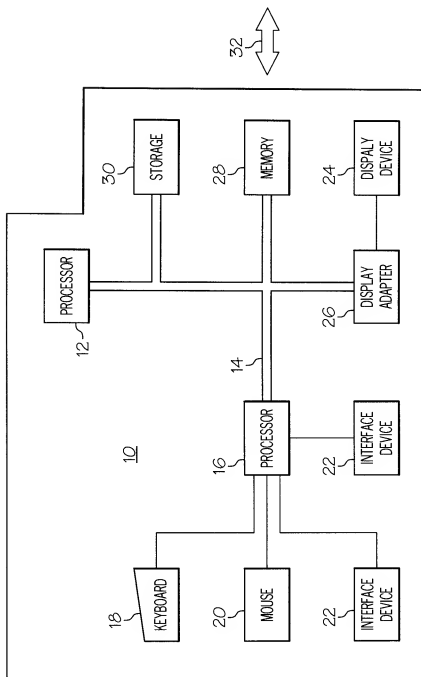 32
PROCESSOR
12
STORAGE
30
MEMORY
28
DISPALY DEVICE
24
DISPLAY
ADAPTER
26
14
10
PROCESSOR
16
INTERFACE DEVICE
22
KEYBOARD
18
MOUSE
20
INTERFACE DEVICE
22